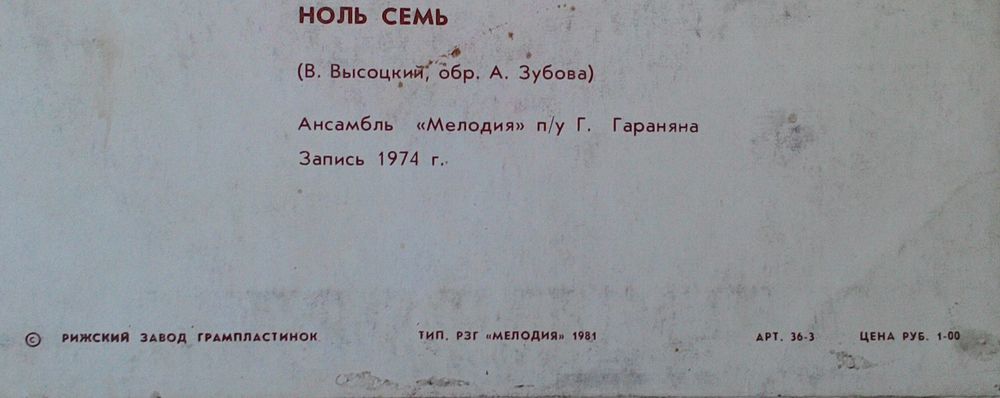 НОЛЬ СЕМЬ
(В. Высоцкий, обр. А. Зубова)
Ансамбль «Мелодия» п/у Г. Гараняна
Запись 1974 г.
© РИЖСКИЙ ЗАВОД ГРАМПЛАСТИНОК ТИП. РЗГ «МЕЛОДИЯ» 1981 АРТ. 36-3 ЦЕНА РУБ. 1-00